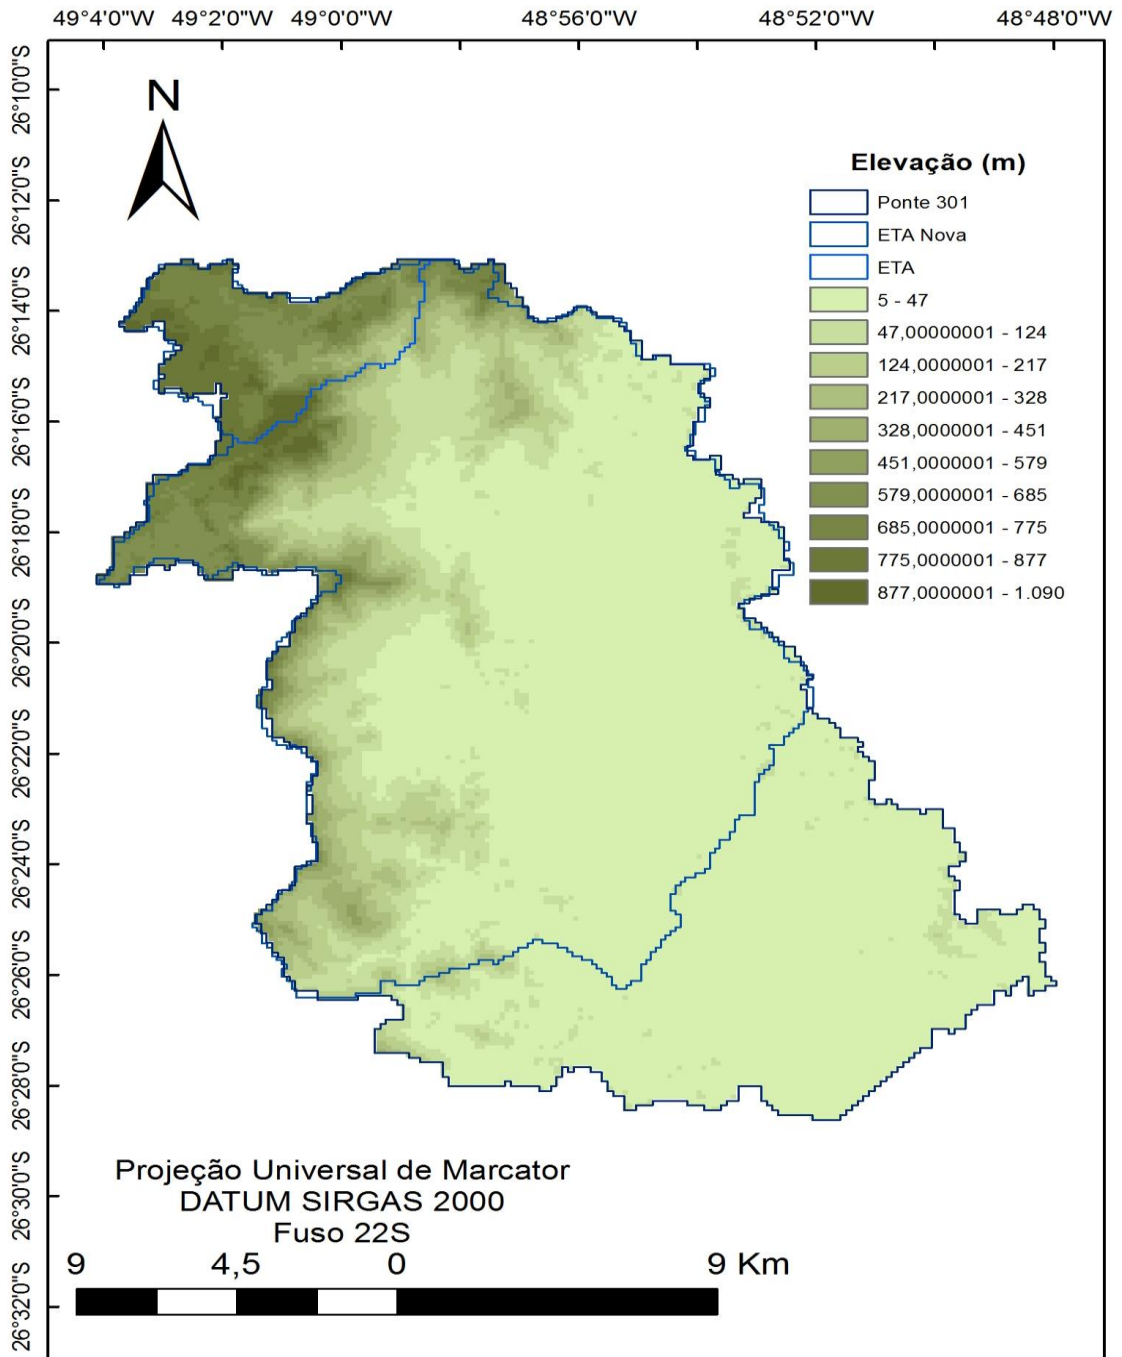 49°4'0"W 49°2'0"W 49°0'0"W 48°56'0"W 48°52'0"W 48°48'0"W
26°10'0"S
26°12'0"S
26°14'0"S
26°16'0"S
26°18'0"S
26°20'0"S
26°22'0"S
26°24'0"S
26°26'0"S
26°28'0"S
26°30'0"S
26°32'0"S
N
Elevação (m)
Ponte 301
ETA Nova
ETA
5 - 47
47,00000001 - 124
124,0000001 - 217
217,0000001 - 328
328,0000001 - 451
451,0000001 - 579
579,0000001 - 685
685,0000001 - 775
775,0000001 - 877
877,0000001 - 1.090
Projeção Universal de Marcator
DATUM SIRGAS 2000
Fuso 22S
9 4,5 0 9 Km